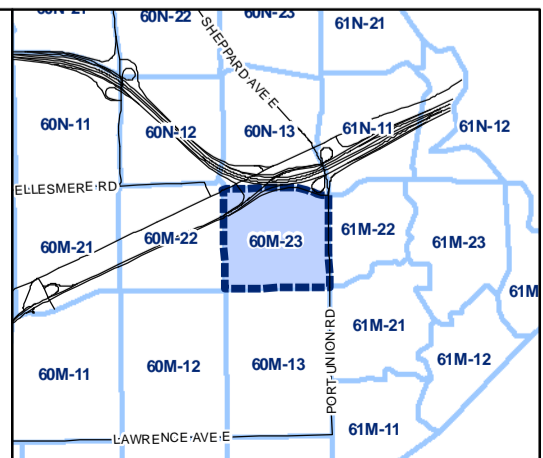 60N-22
60N-23
61N-21
SHEPPARD AVE E
60N-11
60N-12
60N-13
61N-11
61N-12
ELLESMERE RD
60M-21
60M-22
60M-23
61M-22
61M-23
61M
61M-21
PORT UNION RD
60M-11
60M-12
60M-13
61M-12
61M-11
LAWRENCE AVE E